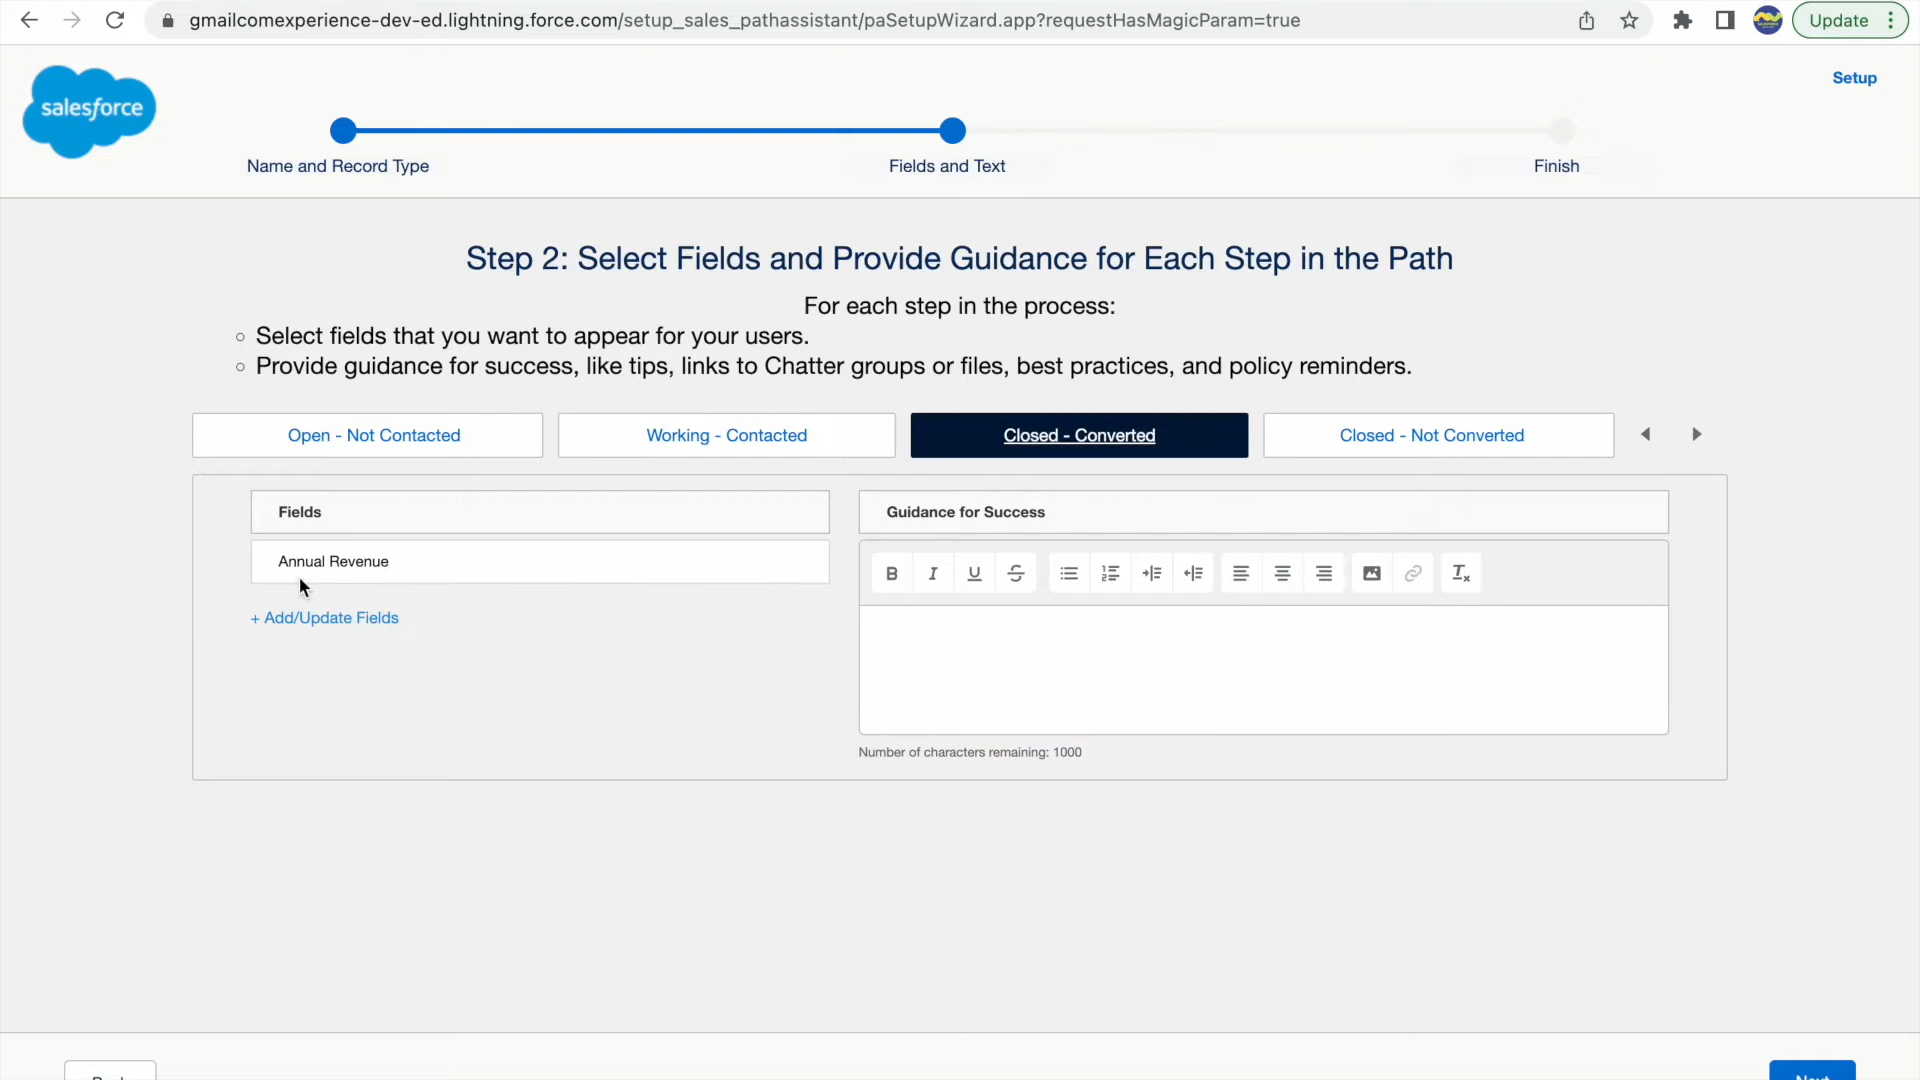 gmailcomexperience-dev-ed.lightning.force.com/setup_sales_pathassistant/paSetupWizard.app?requestHasMagicParam=true
Update
salesforce
Setup
Name and Record Type
Fields and Text
Finish
Step 2: Select Fields and Provide Guidance for Each Step in the Path
For each step in the process:
Select fields that you want to appear for your users.
Provide guidance for success, like tips, links to Chatter groups or files, best practices, and policy reminders.
Open - Not Contacted
Working - Contacted
Closed - Converted
Closed - Not Converted
Fields
Guidance for Success
Annual Revenue
+ Add/Update Fields
Number of characters remaining: 1000
Next